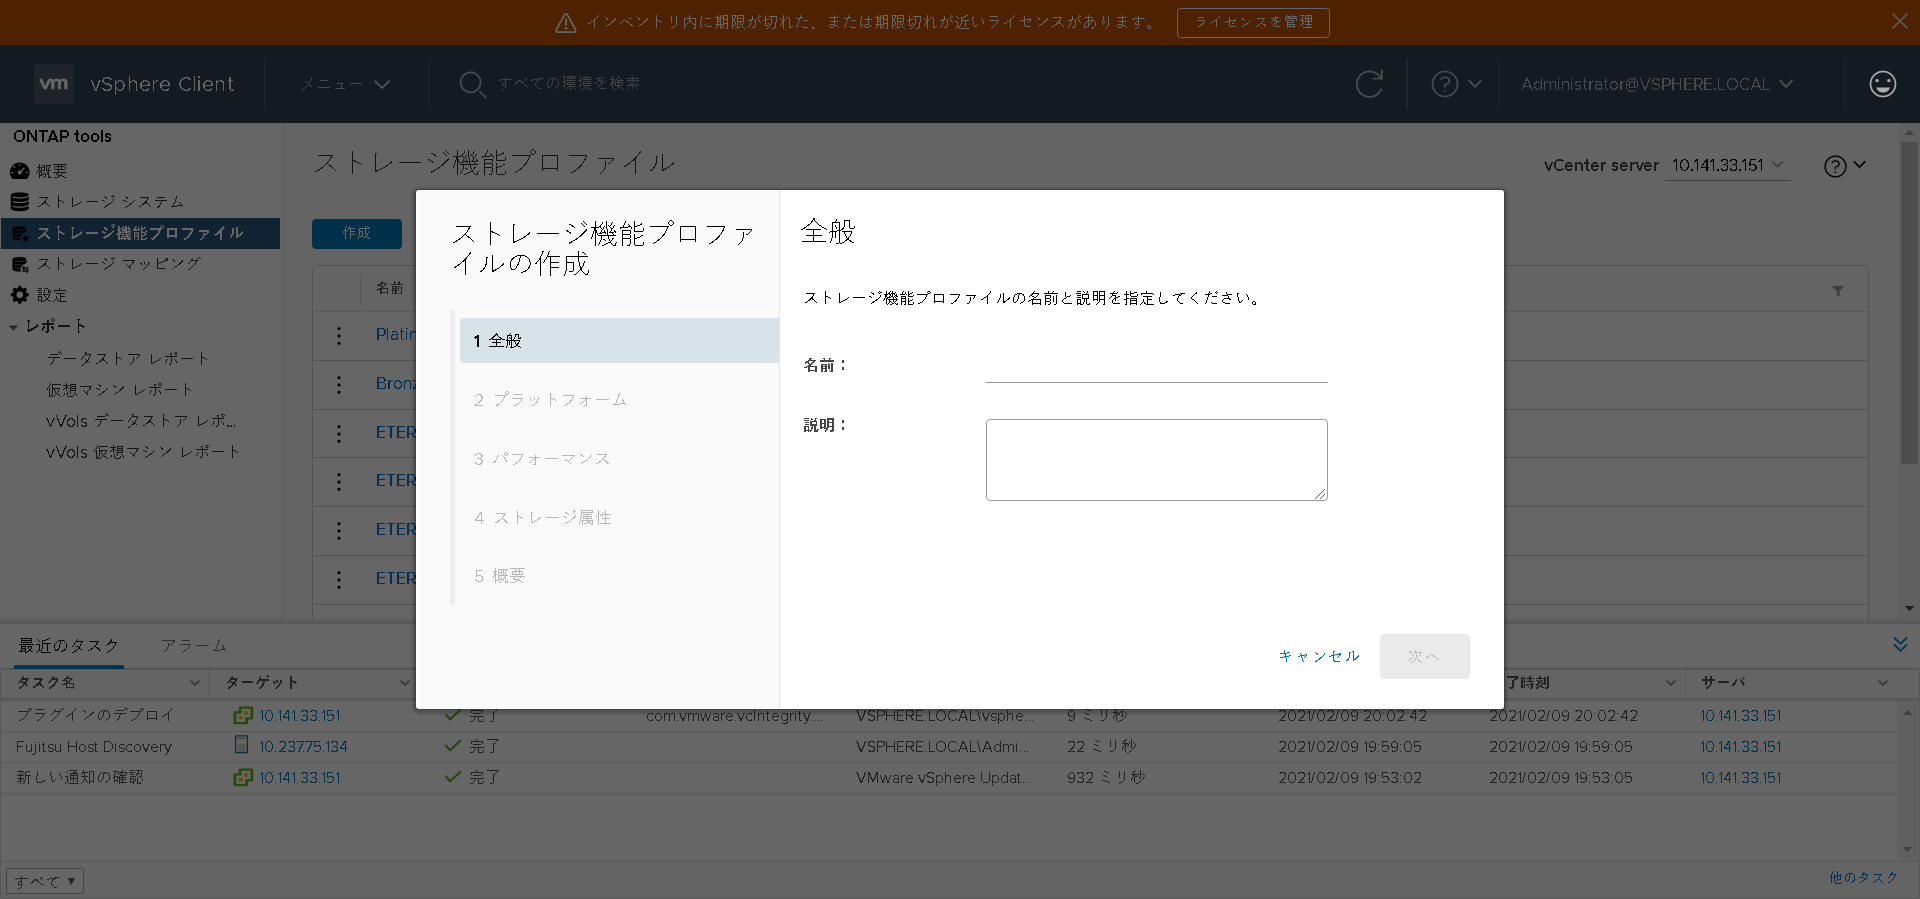 インベントリ内に期限が切れた、または期限切れが近いライセンスがあります。 ライセンスを管理
vm vSphere Client メニュー すべての環境を検索 Administrator@VSPHERE.LOCAL
ONTAP tools
概要
ストレージ システム
ストレージ機能プロファイル
ストレージ マッピング
設定
レポート
データストア レポート
仮想マシン レポート
vVols データストア レポ...
vVols 仮想マシン レポート
ストレージ機能プロファイル
vCenter server 10.141.33.151
作成
名前
Platin
Bronz
ETER
ETER
ETER
ETER
ストレージ機能プロファ
イルの作成
1 全般
2 プラットフォーム
3 パフォーマンス
4 ストレージ属性
5 概要
全般
ストレージ機能プロファイルの名前と説明を指定してください。
名前：
説明：
キャンセル 次へ
最近のタスク アラーム
タスク名 ターゲット 了時刻 サーバ
プラグインのデプロイ 10.141.33.151 完了 com.vmware.vcIntegrity.... VSPHERE.LOCAL\vsphe... 9 ミリ秒 2021/02/09 20:02:42 2021/02/09 20:02:42 10.141.33.151
Fujitsu Host Discovery 10.237.75.134 完了 VSPHERE.LOCAL\Admi... 22 ミリ秒 2021/02/09 19:59:05 2021/02/09 19:59:05 10.141.33.151
新しい通知の確認 10.141.33.151 完了 VMware vSphere Updat... 932 ミリ秒 2021/02/09 19:53:02 2021/02/09 19:53:05 10.141.33.151
すべて 他のタスク